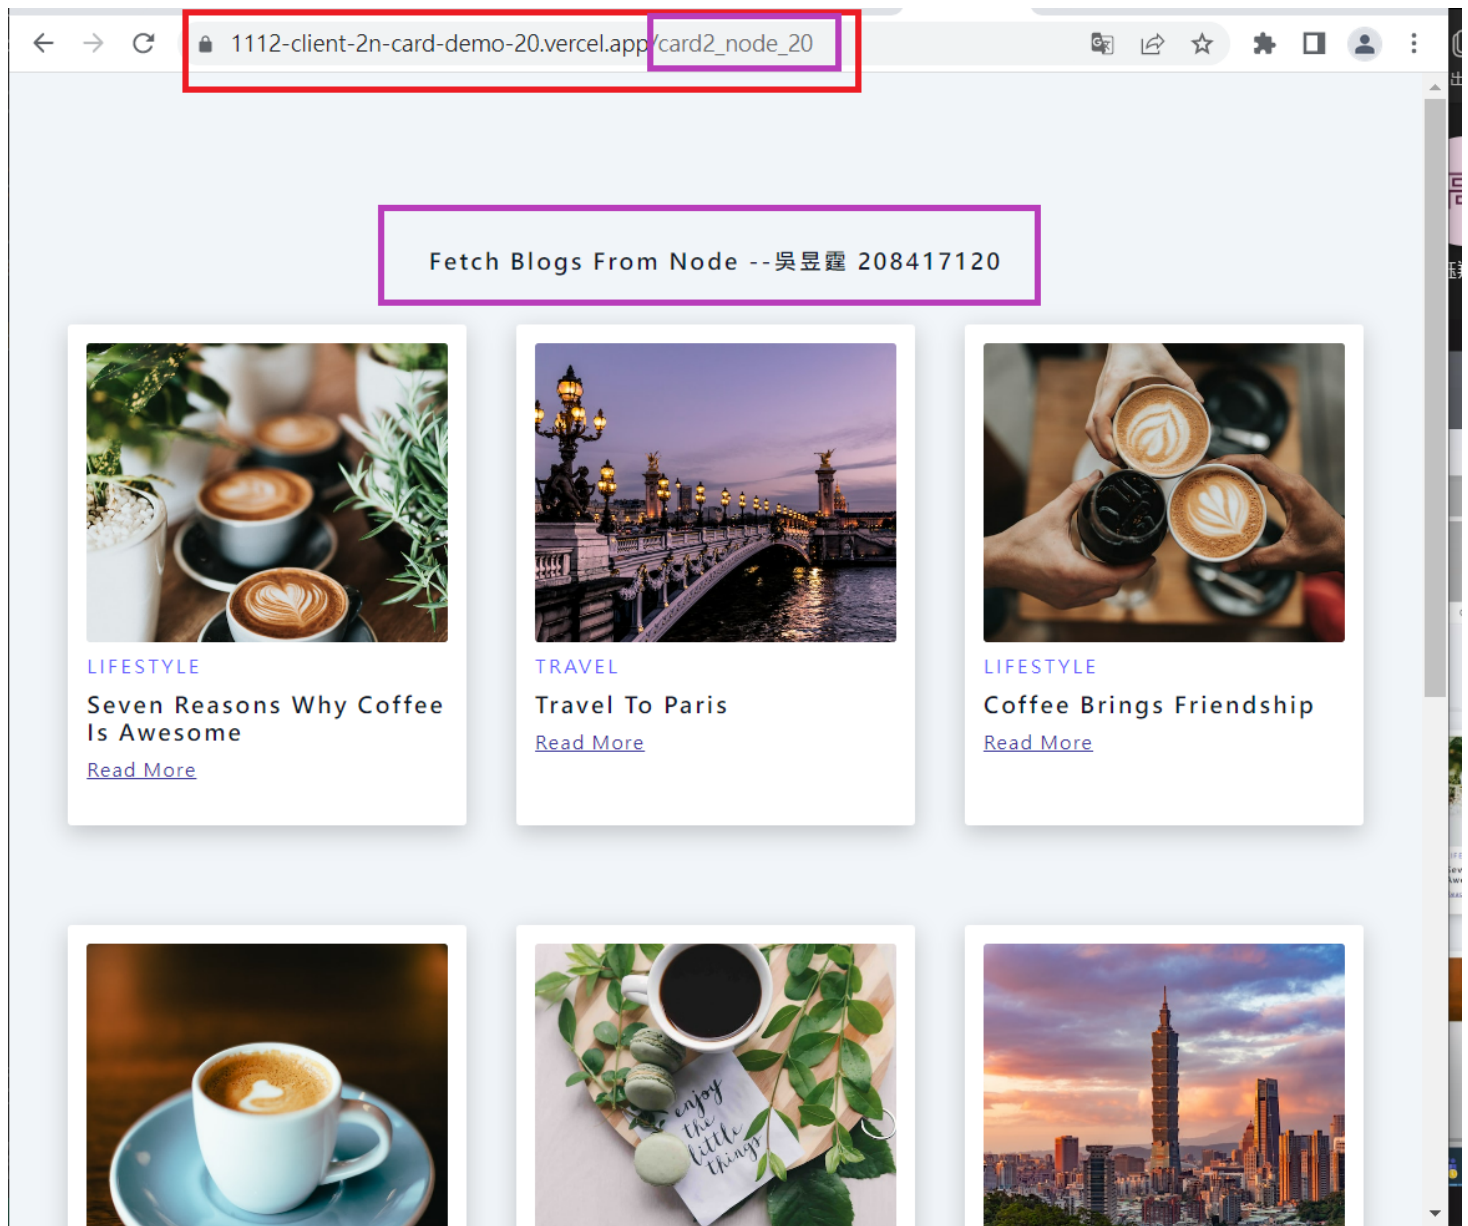 1112-client-2n-card-demo-20.vercel.app/card2_node_20
Fetch Blogs From Node --吳昱霆 208417120
LIFESTYLE
Seven Reasons Why Coffee
Is Awesome
Read More
TRAVEL
Travel To Paris
Read More
LIFESTYLE
Coffee Brings Friendship
Read More
enjoy
the
little
things